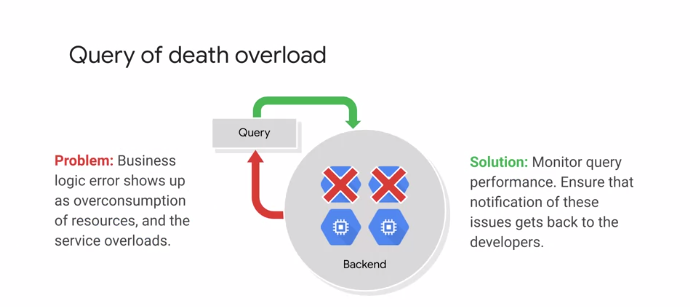 Query of death overload
Query
Problem: Business
logic error shows up
as overconsumption
of resources, and the
service overloads.
Backend
Solution: Monitor query
performance. Ensure that
notification of these
issues gets back to the
developers.